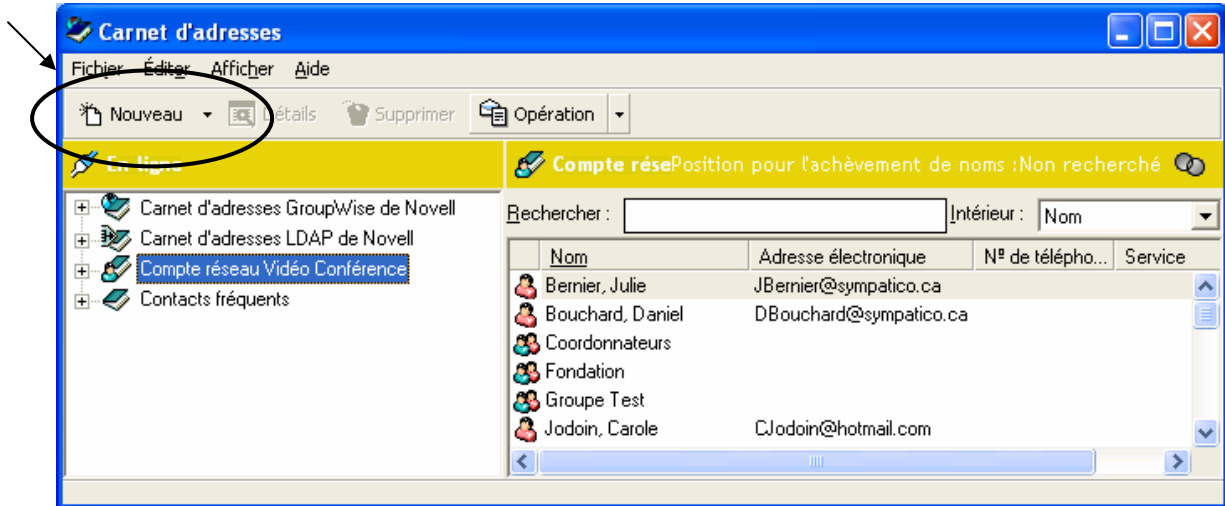 Carnet d'adresses
Fichier Éditer Afficher Aide
Nouveau Détails Supprimer Opération
En ligne
Compte résePosition pour l'achèvement de noms :Non recherché
Carnet d'adresses GroupWise de Novell
Carnet d'adresses LDAP de Novell
Compte réseau Vidéo Conférence
Contacts fréquents
Rechercher : Intérieur : Nom
Nom Adresse électronique Nº de télépho... Service
Bernier, Julie JBernier@sympatico.ca
Bouchard, Daniel DBouchard@sympatico.ca
Coordonnateurs
Fondation
Groupe Test
Jodoin, Carole CJodoin@hotmail.com